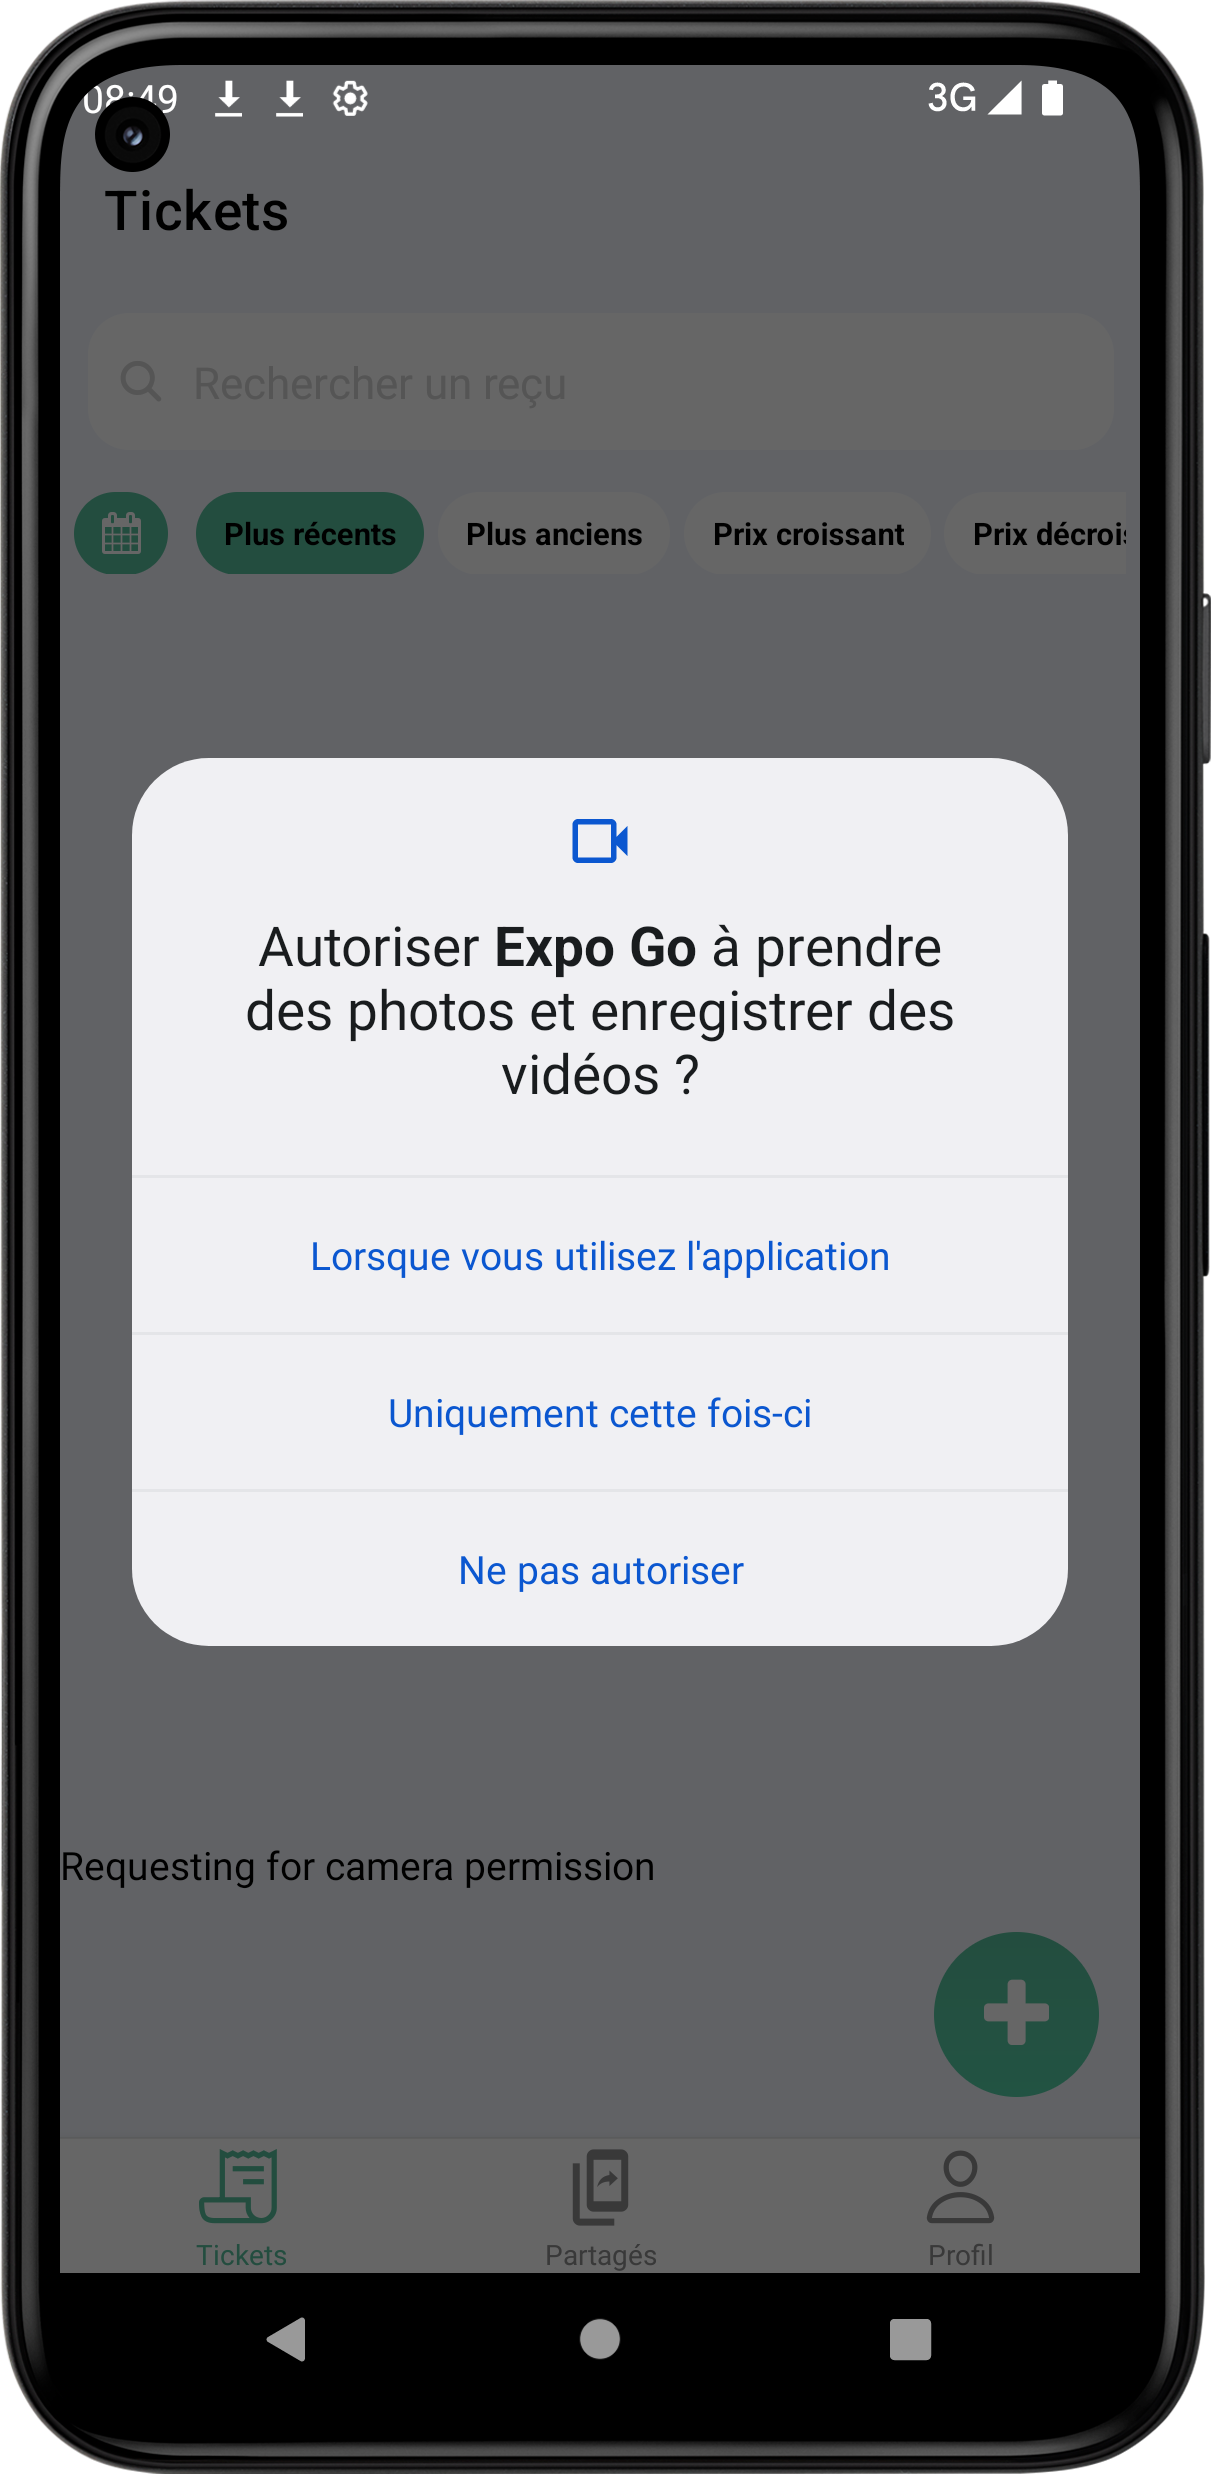 08:49
3G
Tickets
Rechercher un reçu
Plus récents
Plus anciens
Prix croissant
Prix décrois
Autoriser Expo Go à prendre
des photos et enregistrer des
vidéos ?
Lorsque vous utilisez l'application
Uniquement cette fois-ci
Ne pas autoriser
Requesting for camera permission
Tickets
Partagés
Profil